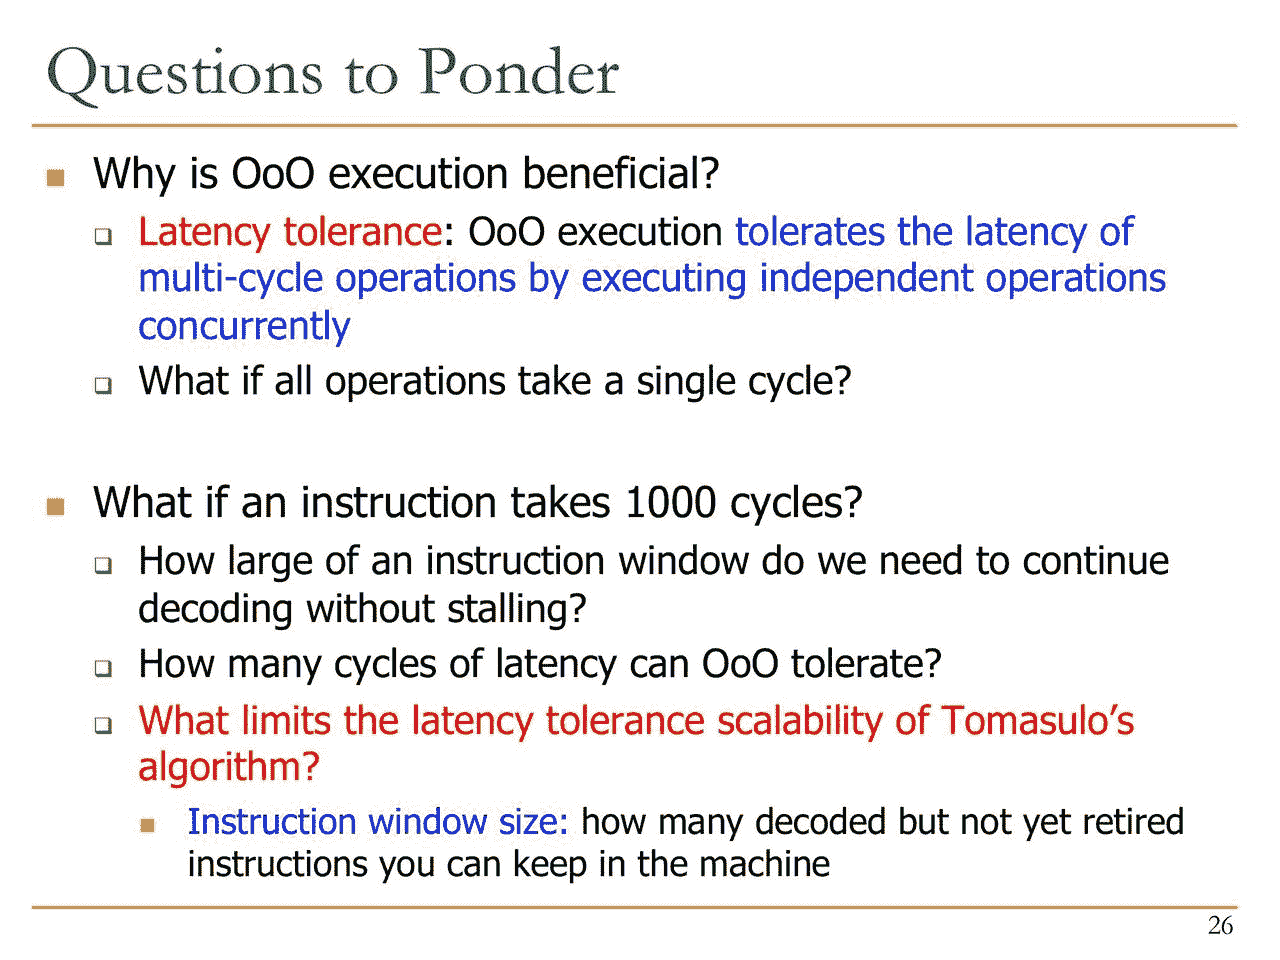 Questions to Ponder
Why is OoO execution beneficial?
Latency tolerance: OoO execution tolerates the latency of
multi-cycle operations by executing independent operations
concurrently
What if all operations take a single cycle?
What if an instruction takes 1000 cycles?
How large of an instruction window do we need to continue
decoding without stalling?
How many cycles of latency can OoO tolerate?
What limits the latency tolerance scalability of Tomasulo’s
algorithm?
Instruction window size: how many decoded but not yet retired
instructions you can keep in the machine
26